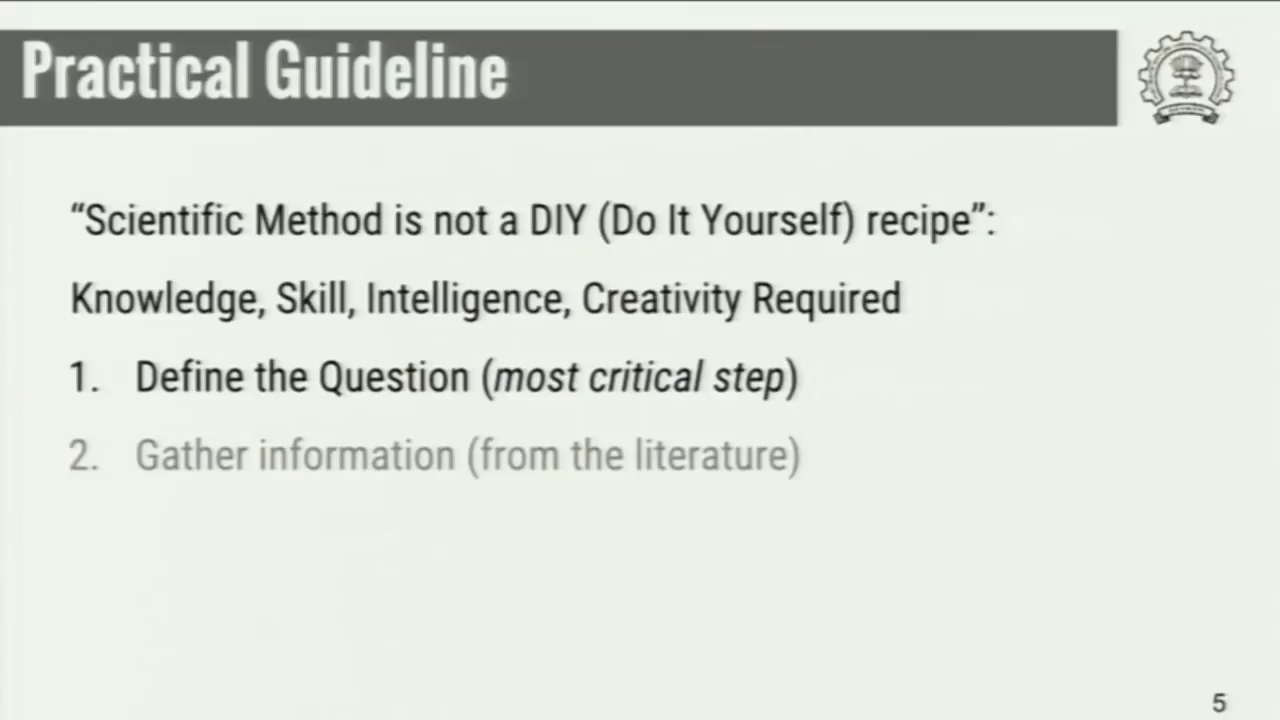 Practical Guideline
“Scientific Method is not a DIY (Do It Yourself) recipe”:
Knowledge, Skill, Intelligence, Creativity Required
1. Define the Question (most critical step)
2. Gather information (from the literature)
5